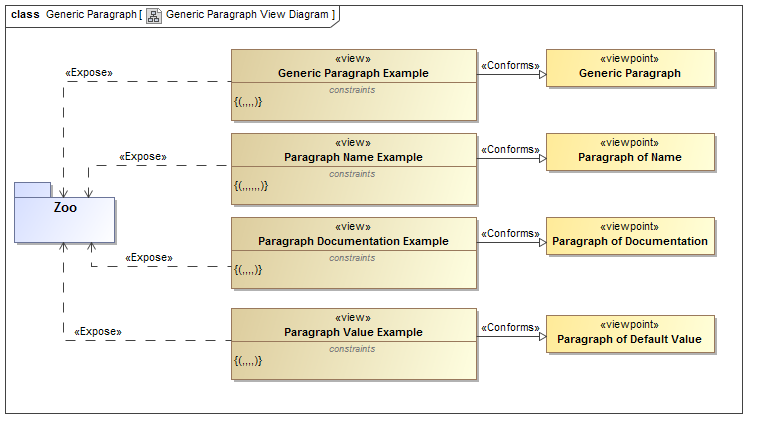 class Generic Paragraph [ Generic Paragraph View Diagram ]
«view»
Generic Paragraph Example
constraints
{(,,,,)}
«Expose»
«Conforms»
«viewpoint»
Generic Paragraph
«view»
Paragraph Name Example
constraints
{(,,,,,,)}
«Expose»
«Conforms»
«viewpoint»
Paragraph of Name
Zoo
«view»
Paragraph Documentation Example
constraints
{(,,,,)}
«Expose»
«Conforms»
«viewpoint»
Paragraph of Documentation
«view»
Paragraph Value Example
constraints
{(,,,,)}
«Expose»
«Conforms»
«viewpoint»
Paragraph of Default Value